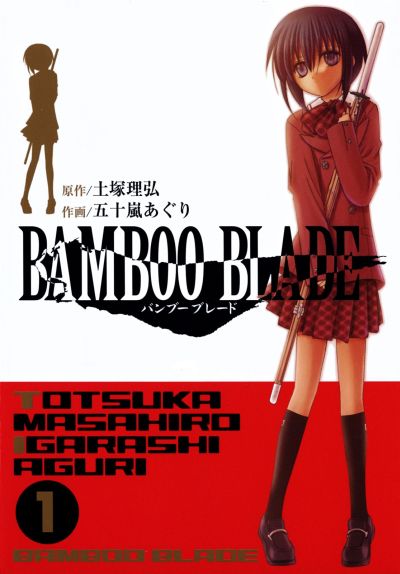 原作/土塚理弘
作画/五十嵐あぐり
BAMBOO BLADE
バンブーブレード
TOTSUKA
MASAHIRO
IGARASHI
AGURI
1
BAMBOO BLADE